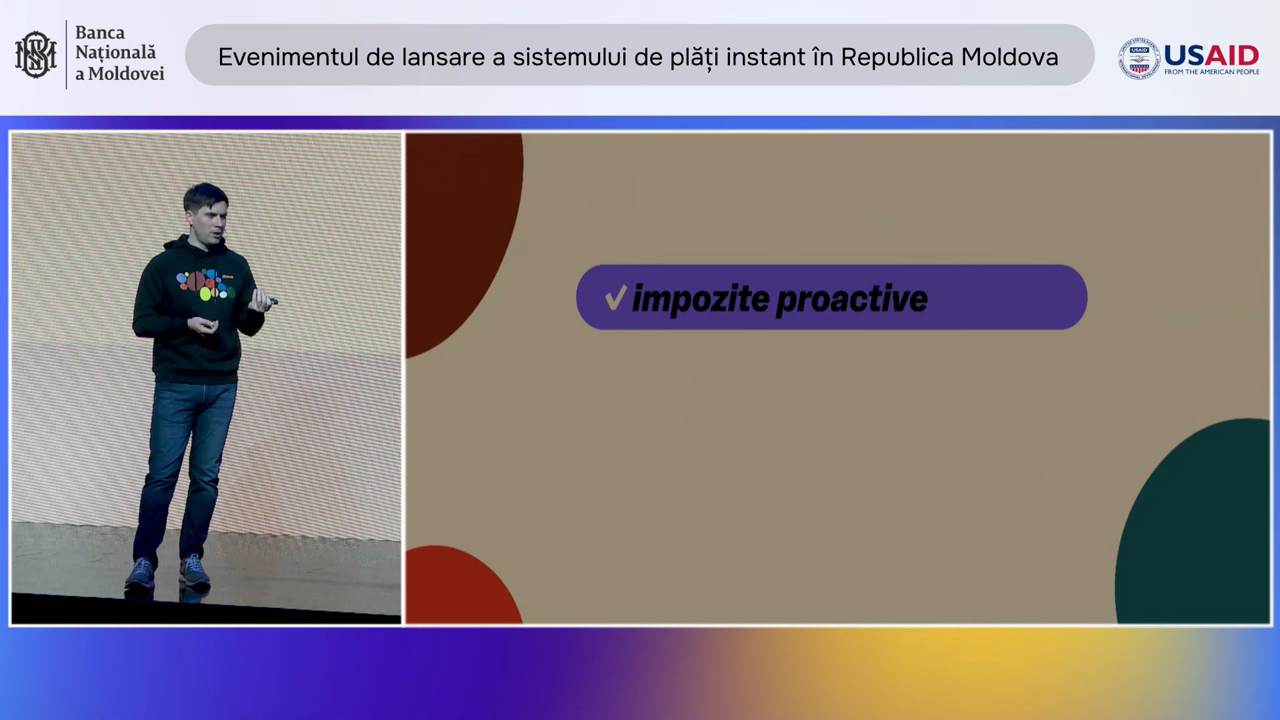 Banca
Națională
a Moldovei
Evenimentul de lansare a sistemului de plăți instant în Republica Moldova
USAID
FROM THE AMERICAN PEOPLE
USAID
✓ impozite proactive